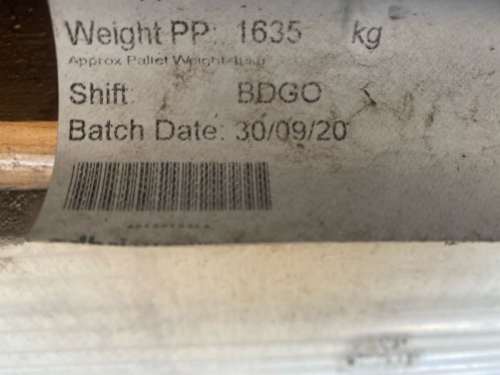 Weight PP: 1635 kg
Approx Pallet Weight
Shift: BDGO
Batch Date: 30/09/20